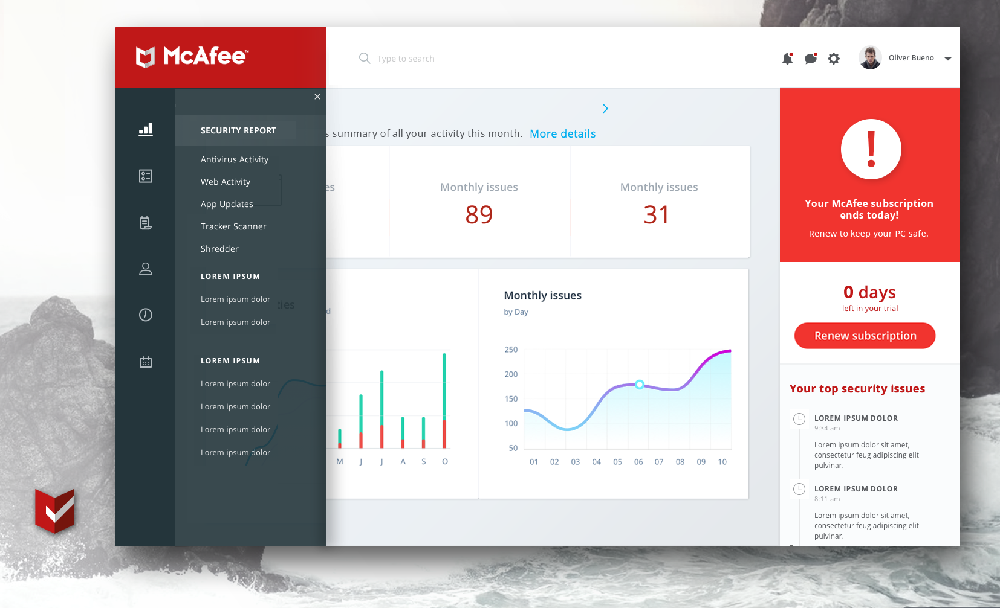 McAfee™
Type to search
Oliver Bueno
SECURITY REPORT
Antivirus Activity
Web Activity
App Updates
Tracker Scanner
Shredder
LOREM IPSUM
Lorem ipsum dolor
Lorem ipsum dolor
LOREM IPSUM
Lorem ipsum dolor
Lorem ipsum dolor
Lorem ipsum dolor
Lorem ipsum dolor
s summary of all your activity this month. More details
es
Monthly issues
89
Monthly issues
31
cies
d
M J J A S O
Monthly issues
by Day
250
200
150
100
50
01 02 03 04 05 06 07 08 09 10
!
Your McAfee subscription
ends today!
Renew to keep your PC safe.
0 days
left in your trial
Renew subscription
Your top security issues
LOREM IPSUM DOLOR
9:34 am
Lorem ipsum dolor sit amet,
consectetur feug adipiscing elit
pulvinar.
LOREM IPSUM DOLOR
8:11 am
Lorem ipsum dolor sit amet,
consectetur feug adipiscing elit
pulvinar.